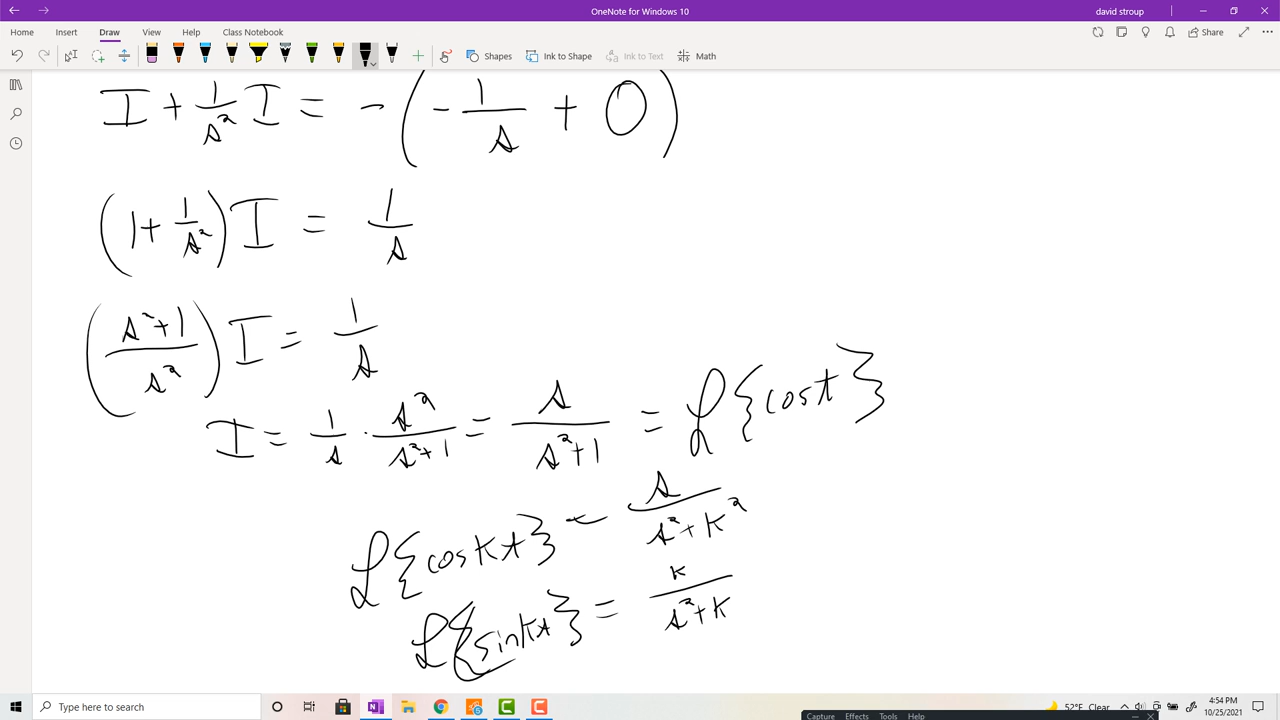 OneNote for Windows 10
david stroup
Home Insert Draw View Help Class Notebook
Share
Shapes Ink to Shape Ink to Text Math
I + 1/s² I = - ( - 1/s + 0 )
( 1 + 1/s² ) I = 1/s
( s²+1 / s² ) I = 1/s
I = 1/s · s²/s²+1 = s/s²+1 = ℒ{cos t}
ℒ{cos kt} = s/s²+k²
ℒ{sin kt} = k/s²+k
Type here to search
52°F Clear
4:54 PM
10/25/2021
Capture Effects Tools Help